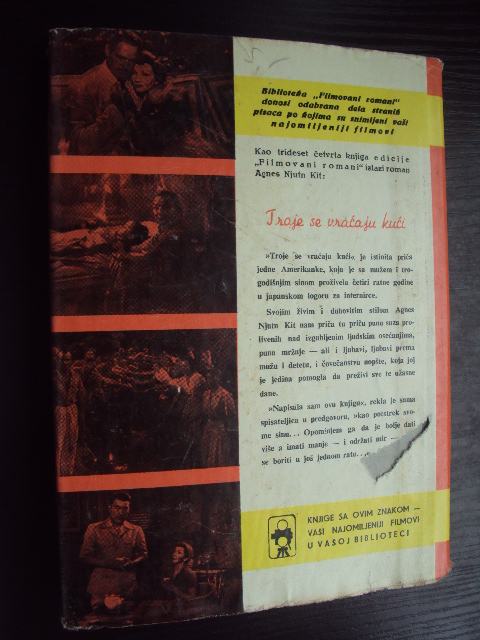 Biblioteka „Filmovani romani"
donosi odabrana dela stranih
pisaca po kojima su snimljeni vaši
najomiljeniji filmovi
Kao trideset četvrta knjiga edicije
„Filmovani romani" izlazi roman
Agnes Njutn Kit:
Troje se vraćaju kući
»Troje se vraćaju kući« je istinita priča
jedne Amerikanke, koja je sa mužem i tro-
godišnjim sinom proživela četiri ratne godine
u japanskom logoru za internirce.
Svojim živim i duhovitim stilom Agnes
Njutn Kit nam priča tu priču punu suza pro-
livenih nad izgubljenim ljudskim osećanjima,
punu mržnje — ali i ljubavi, ljubavi prema
mužu i detetu, i čovečanstvu uopšte, koja joj
je jedina pomogla da preživi sve te užasne
dane.
»Napisala sam ovu knjigu«, rekla je sama
spisateljica u predgovoru, »kao postrek svo-
me sinu... Opominjem ga da je bolje dati
više a imati manje — i održati mir —
se boriti u još jednom ratu...«
KNJIGE SA OVIM ZNAKOM —
VAŠI NAJOMILJENIJI FILMOVI
U VAŠOJ BIBLIOTECI